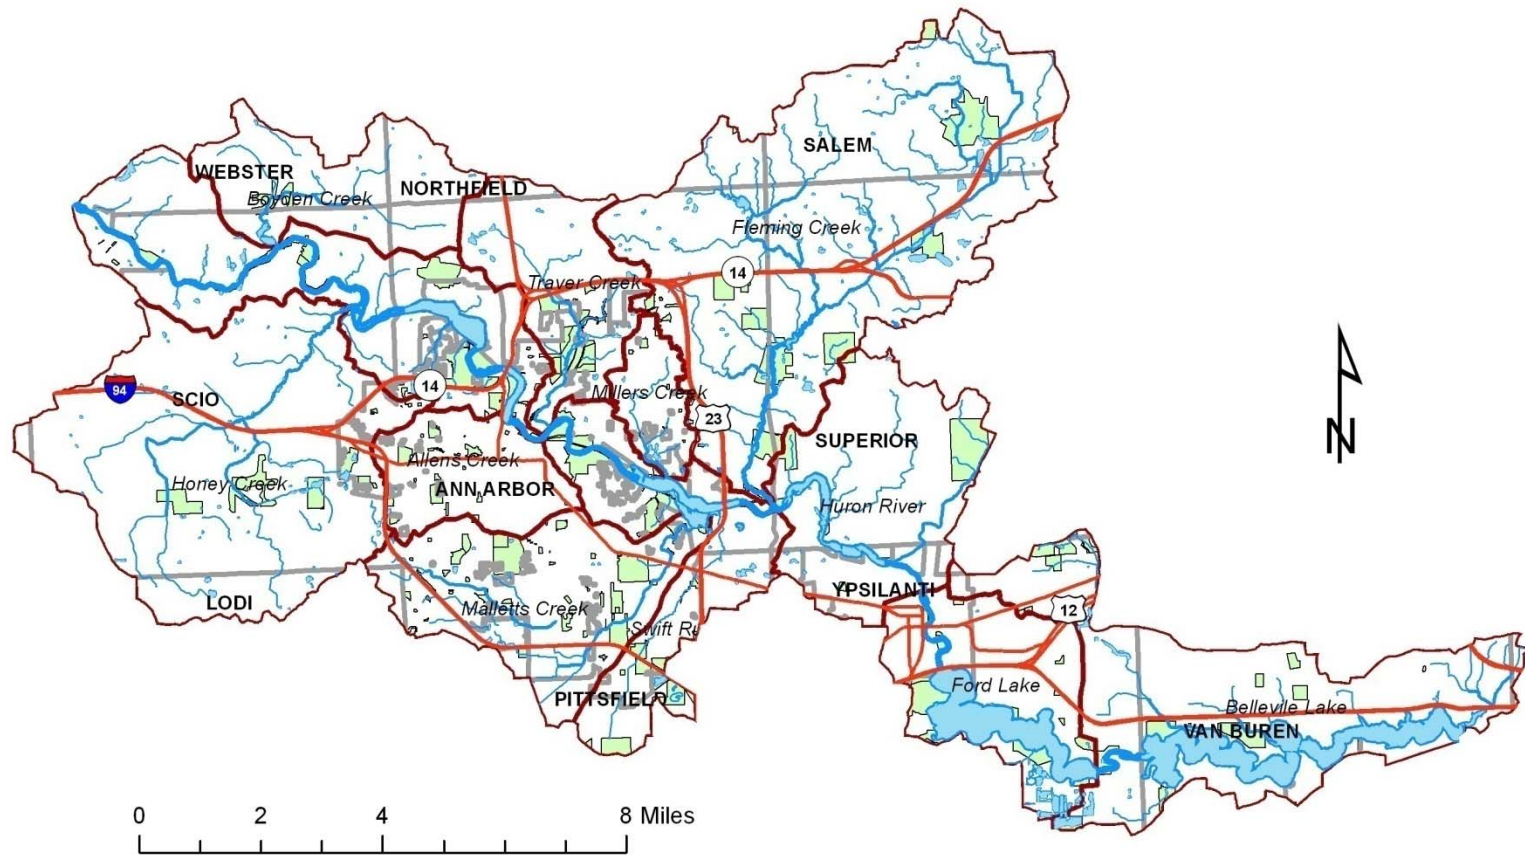 SALEM
WEBSTER
NORTHFIELD
Boyden Creek
Fleming Creek
14
Traver Creek
14
94
SCIO
Millers Creek
23
SUPERIOR
Allens Creek
Honey Creek
ANN ARBOR
Huron River
N
YPSILANTI
LODI
Malletts Creek
12
Swift Ru
Ford Lake
PITTSFIELD
Bellevile Lake
VAN BUREN
0 2 4 8 Miles